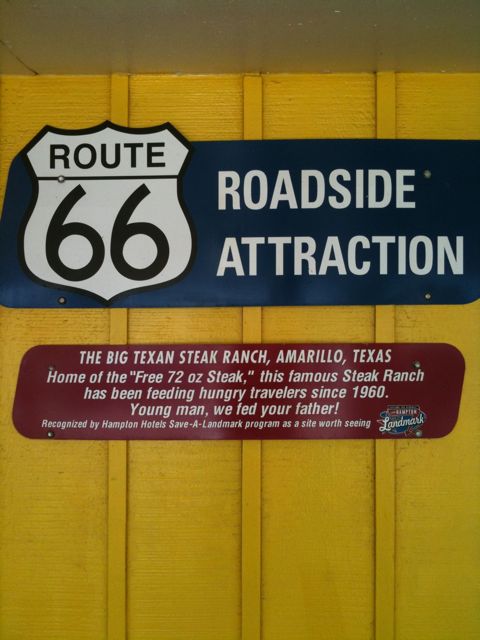 ROUTE
66
ROADSIDE
ATTRACTION
THE BIG TEXAN STEAK RANCH, AMARILLO, TEXAS
Home of the "Free 72 oz Steak," this famous Steak Ranch
has been feeding hungry travelers since 1960.
Young man, we fed your father!
Recognized by Hampton Hotels Save-A-Landmark program as a site worth seeing
HAMPTON
Landmark